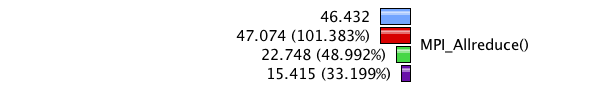 46.432
47.074 (101.383%)
22.748 (48.992%)
15.415 (33.199%)
MPI_Allreduce()